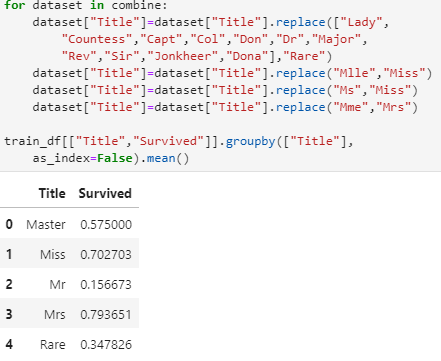 for dataset in combine:
    dataset["Title"]=dataset["Title"].replace(["Lady",
        "Countess","Capt","Col","Don","Dr","Major",
        "Rev","Sir","Jonkheer","Dona"],"Rare")
    dataset["Title"]=dataset["Title"].replace("Mlle","Miss")
    dataset["Title"]=dataset["Title"].replace("Ms","Miss")
    dataset["Title"]=dataset["Title"].replace("Mme","Mrs")

train_df[["Title","Survived"]].groupby(["Title"],
    as_index=False).mean()
Title Survived
0 Master 0.575000
1 Miss 0.702703
2 Mr 0.156673
3 Mrs 0.793651
4 Rare 0.347826